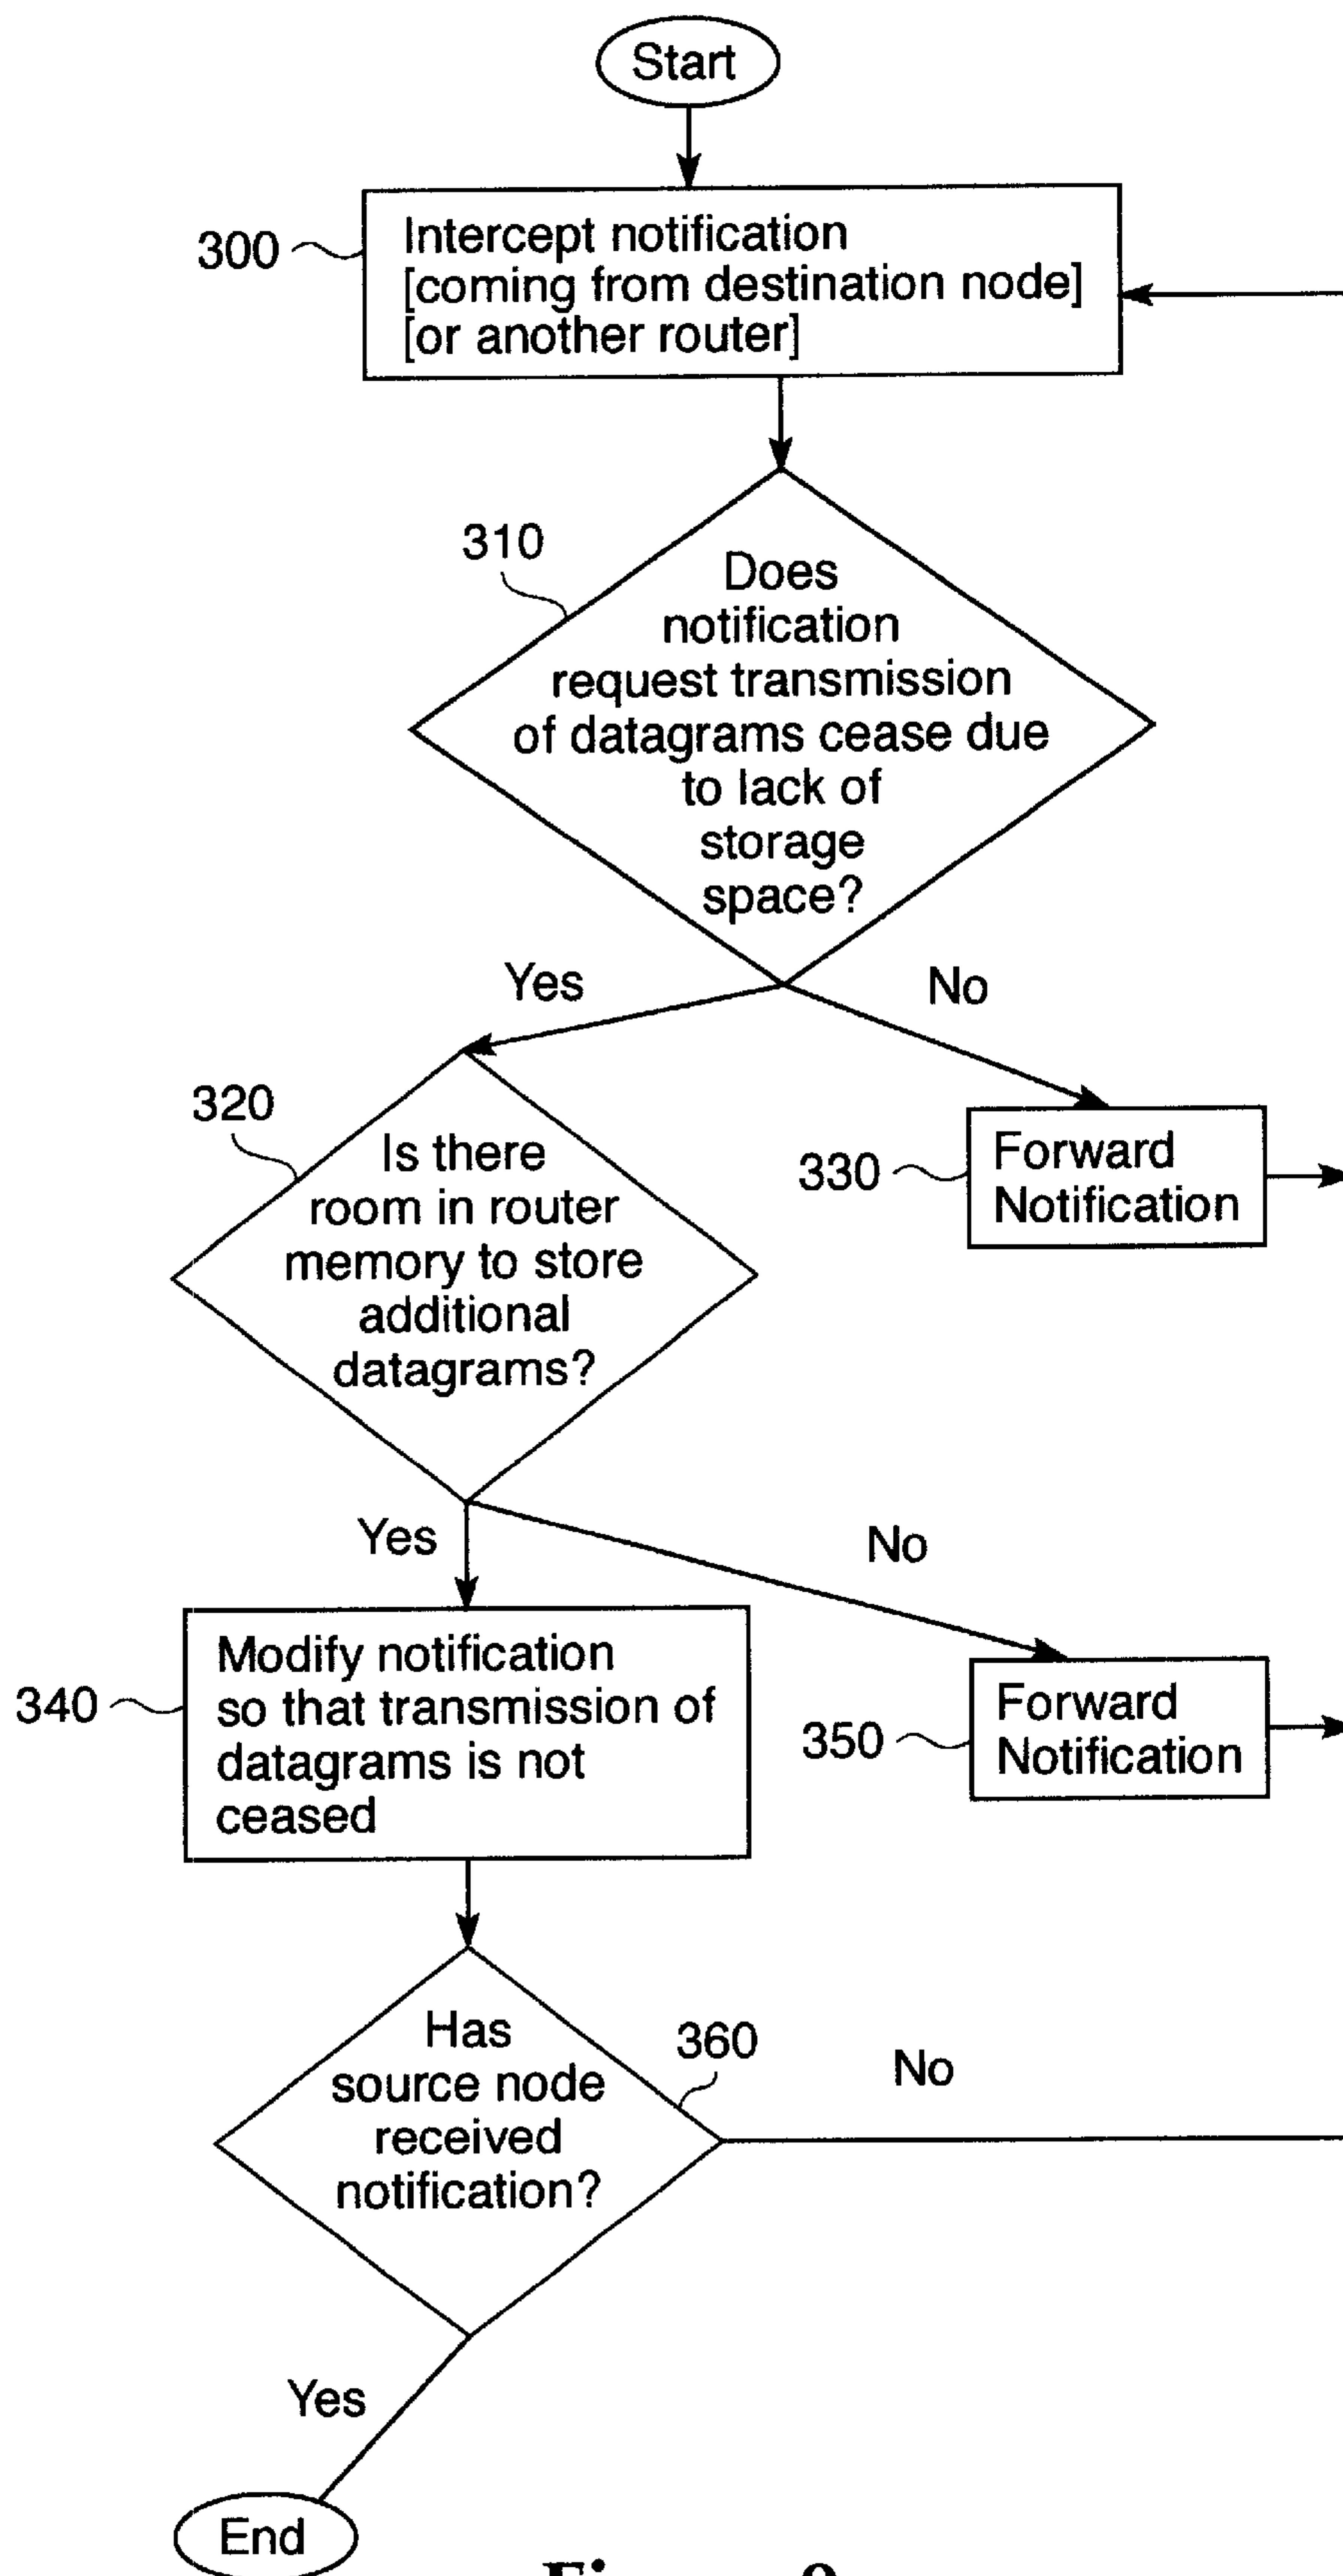 Start
300
Intercept notification
[coming from destination node]
[or another router]
310
Does
notification
request transmission
of datagrams cease due
to lack of
storage
space?
Yes
No
320
Is there
room in router
memory to store
additional
datagrams?
330
Forward
Notification
Yes
No
340
Modify notification
so that transmission of
datagrams is not
ceased
350
Forward
Notification
Has
source node
received
notification?
360
No
Yes
End